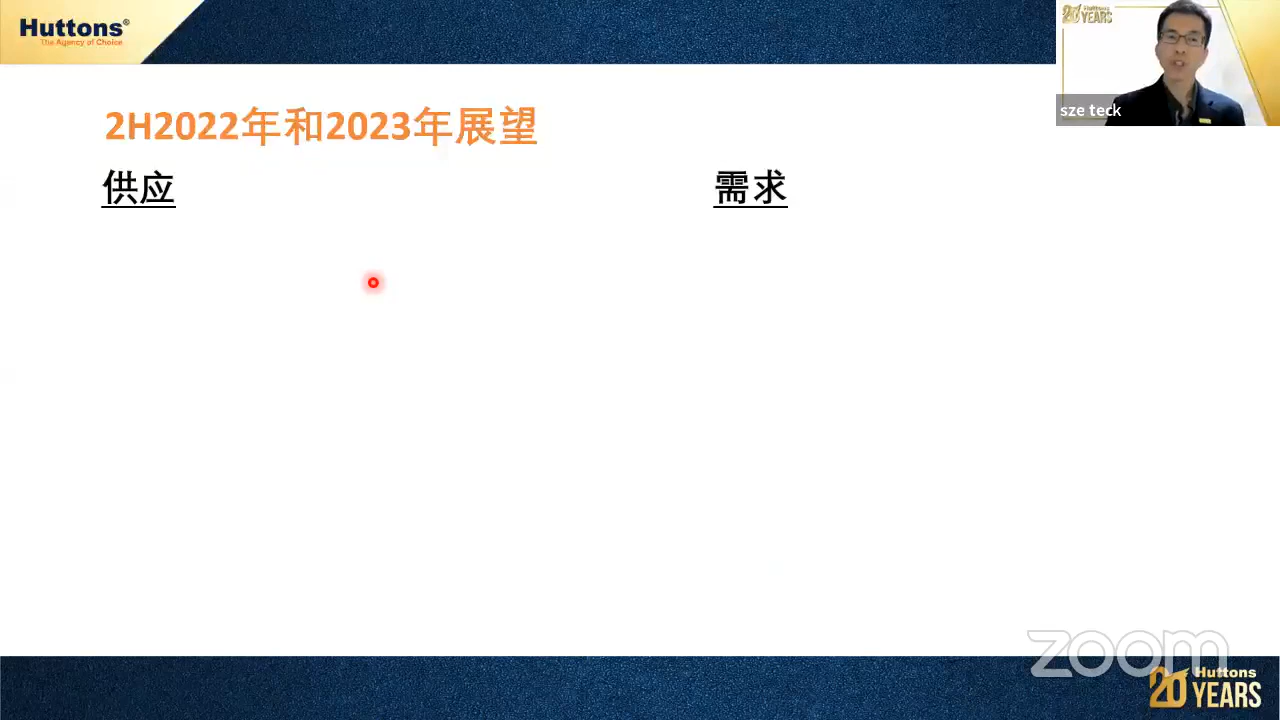 Huttons®
The Agency of Choice
20 Huttons YEARS
sze teck
2H2022年和2023年展望
供应
需求
zoom
Huttons
20 YEARS